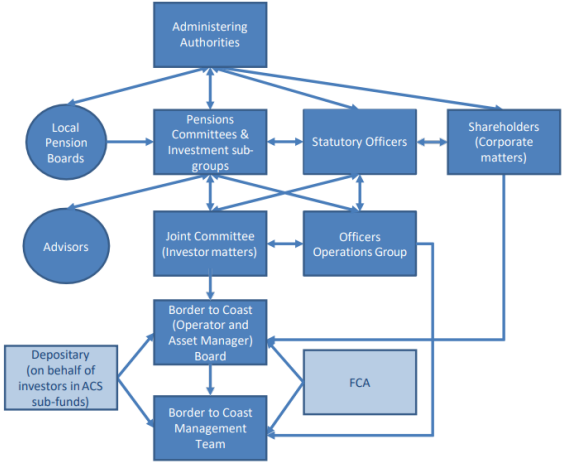 Administering
Authorities
Local
Pension
Boards
Pensions
Committees &
Investment sub-
groups
Statutory Officers
Shareholders
(Corporate
matters)
Advisors
Joint Committee
(Investor matters)
Officers
Operations Group
Border to Coast
(Operator and
Asset Manager)
Board
Depositary
(on behalf of
investors in ACS
sub-funds)
FCA
Border to Coast
Management
Team